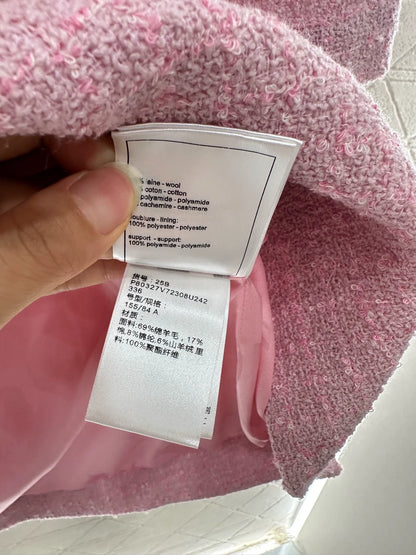 laine - wool
% coton - cotton
polyamide - polyamide
cachemire - cashmere
doublure - lining:
100% polyester - polyester
support - support:
100% polyamide - polyamide
货号: 25B
P80327V72308U242
336
号型/规格:
155/84 A
材质:
面料:69%绵羊毛, 17%
棉,8%锦纶,6%山羊绒 里
料:100%聚酯纤维